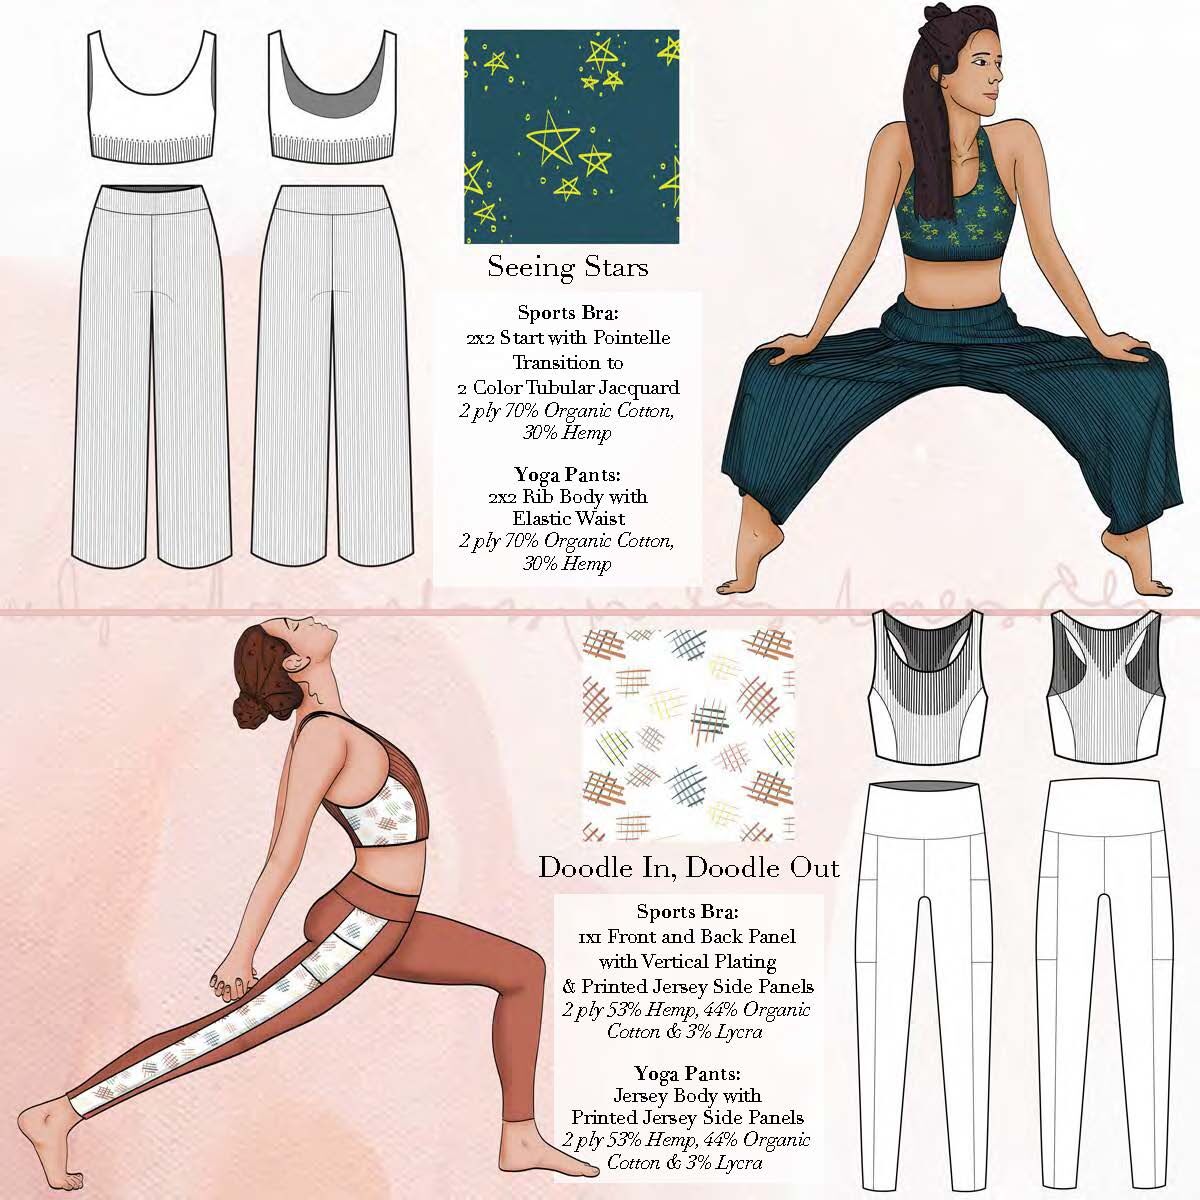 Seeing Stars
Sports Bra:
2x2 Start with Pointelle
Transition to
2 Color Tubular Jacquard
2 ply 70% Organic Cotton,
30% Hemp
Yoga Pants:
2x2 Rib Body with
Elastic Waist
2 ply 70% Organic Cotton,
30% Hemp
Doodle In, Doodle Out
Sports Bra:
1x1 Front and Back Panel
with Vertical Plating
& Printed Jersey Side Panels
2 ply 53% Hemp, 44% Organic
Cotton & 3% Lycra
Yoga Pants:
Jersey Body with
Printed Jersey Side Panels
2 ply 53% Hemp, 44% Organic
Cotton & 3% Lycra